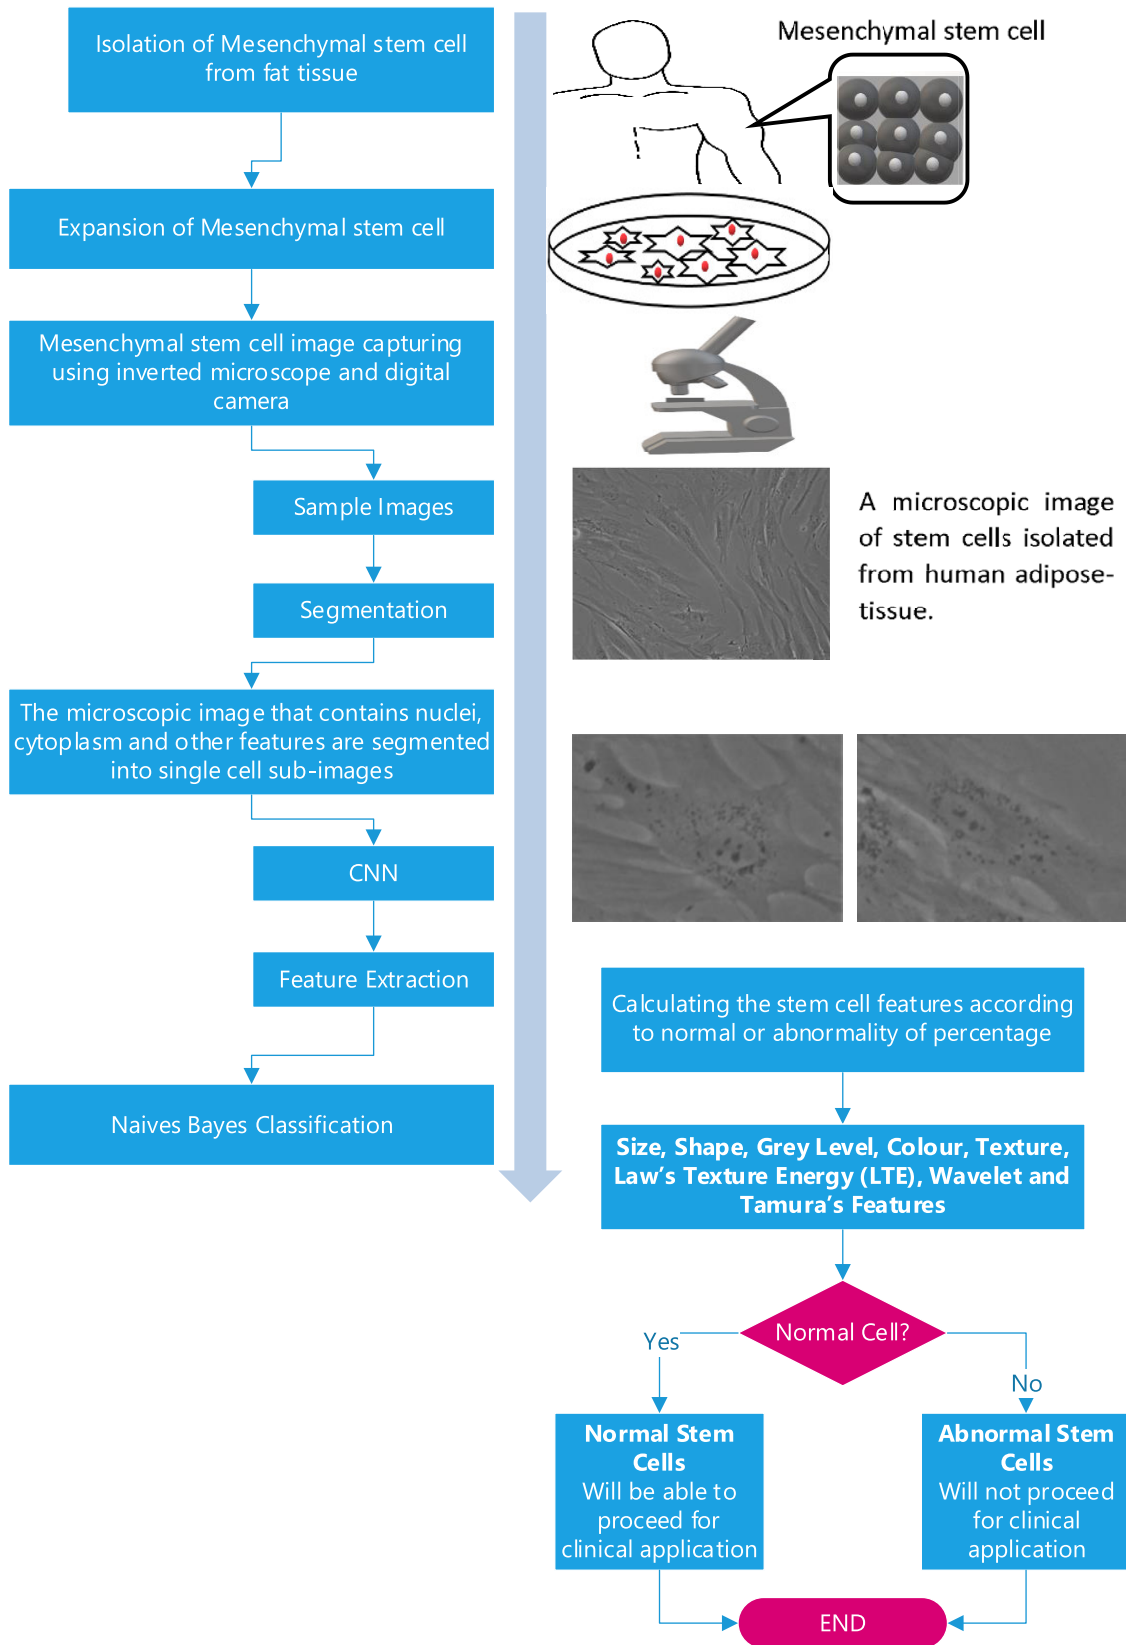 Isolation of Mesenchymal stem cell
from fat tissue
Expansion of Mesenchymal stem cell
Mesenchymal stem cell image capturing
using inverted microscope and digital
camera
Sample Images
Segmentation
The microscopic image that contains nuclei,
cytoplasm and other features are segmented
into single cell sub-images
CNN
Feature Extraction
Naives Bayes Classification
Mesenchymal stem cell
A microscopic image
of stem cells isolated
from human adipose-
tissue.
Calculating the stem cell features according
to normal or abnormality of percentage
Size, Shape, Grey Level, Colour, Texture,
Law's Texture Energy (LTE), Wavelet and
Tamura's Features
Normal Cell?
Yes
No
Normal Stem
Cells
Will be able to
proceed for
clinical application
Abnormal Stem
Cells
Will not proceed
for clinical
application
END